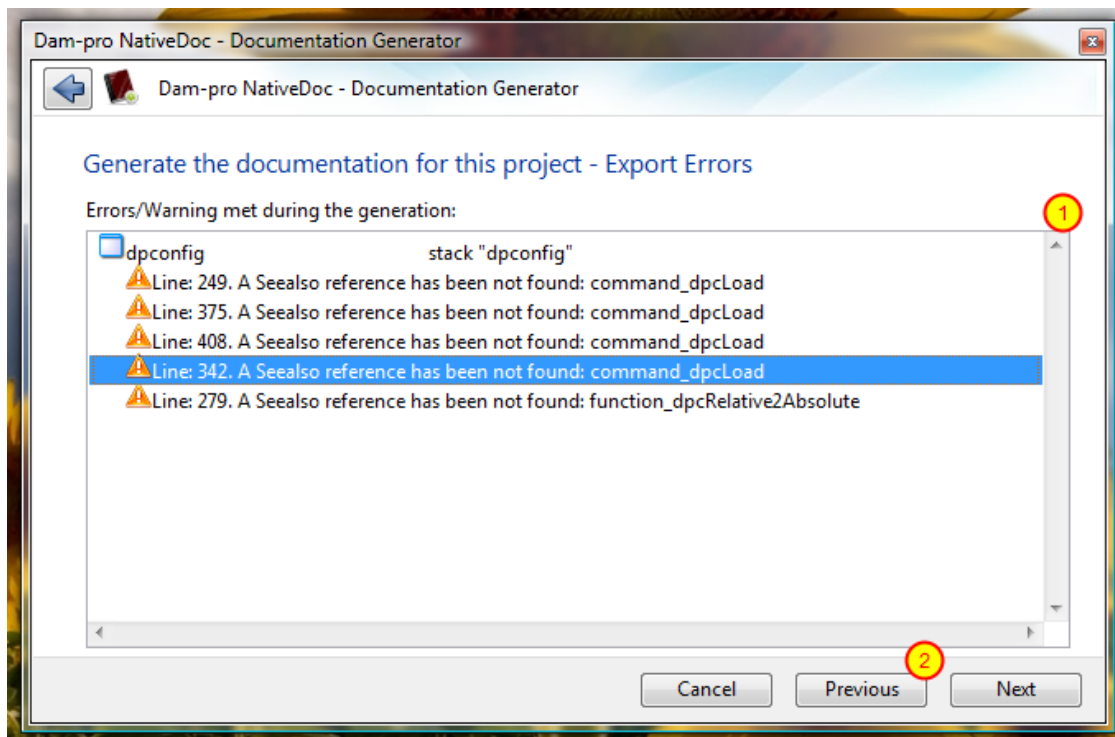 Dam-pro NativeDoc - Documentation Generator
Dam-pro NativeDoc - Documentation Generator
Generate the documentation for this project - Export Errors
Errors/Warning met during the generation:
1
dpconfig stack "dpconfig"
Line: 249. A Seealso reference has been not found: command_dpcLoad
Line: 375. A Seealso reference has been not found: command_dpcLoad
Line: 408. A Seealso reference has been not found: command_dpcLoad
Line: 342. A Seealso reference has been not found: command_dpcLoad
Line: 279. A Seealso reference has been not found: function_dpcRelative2Absolute
2
Cancel Previous Next